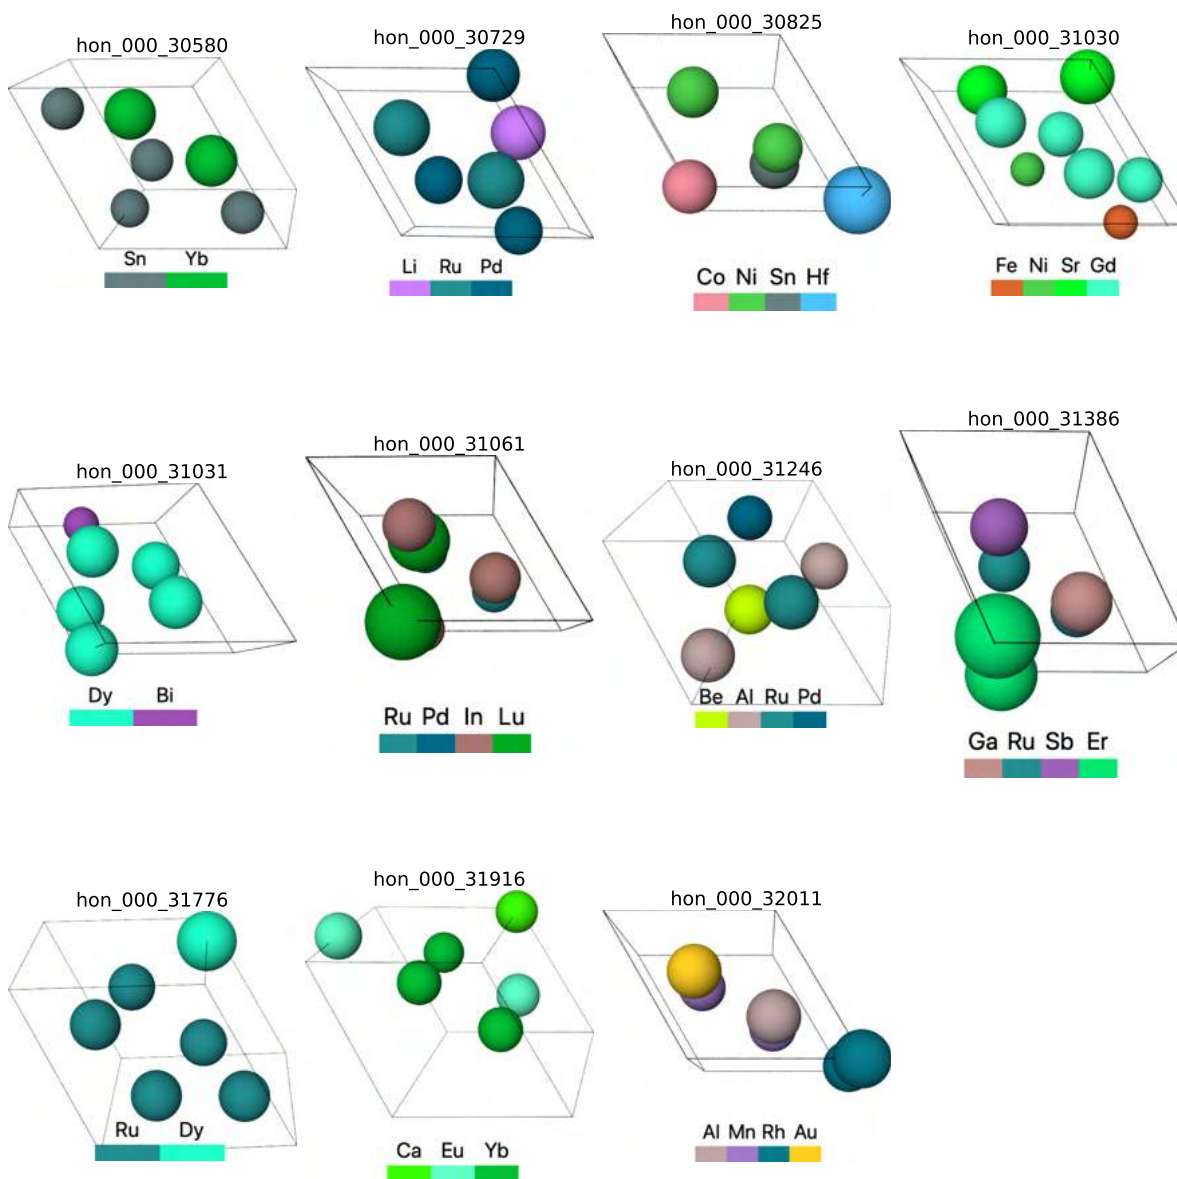 hon_000_30580
hon_000_30729
hon_000_30825
hon_000_31030
Sn Yb
Li Ru Pd
Co Ni Sn Hf
Fe Ni Sr Gd
hon_000_31031
hon_000_31061
hon_000_31246
hon_000_31386
Dy Bi
Ru Pd In Lu
Be Al Ru Pd
Ga Ru Sb Er
hon_000_31776
hon_000_31916
hon_000_32011
Ru Dy
Ca Eu Yb
Al Mn Rh Au